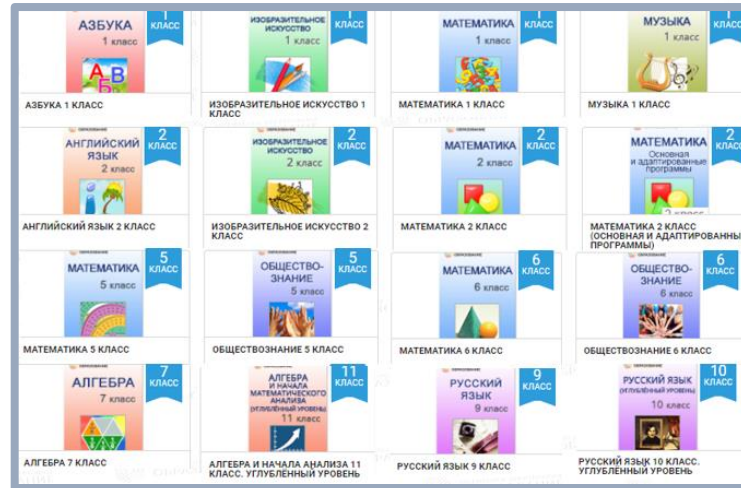 АЗБУКА
1 класс
1
КЛАСС
АЗБУКА 1 КЛАСС
ИЗОБРАЗИТЕЛЬНОЕ
ИСКУССТВО
1 класс
1
КЛАСС
ИЗОБРАЗИТЕЛЬНОЕ ИСКУССТВО 1
КЛАСС
МАТЕМАТИКА
1 класс
1
КЛАСС
МАТЕМАТИКА 1 КЛАСС
МУЗЫКА
1 класс
1
КЛАСС
МУЗЫКА 1 КЛАСС
АНГЛИЙСКИЙ
ЯЗЫК
2 класс
2
КЛАСС
АНГЛИЙСКИЙ ЯЗЫК 2 КЛАСС
ИЗОБРАЗИТЕЛЬНОЕ
ИСКУССТВО
2 класс
2
КЛАСС
ИЗОБРАЗИТЕЛЬНОЕ ИСКУССТВО 2
КЛАСС
МАТЕМАТИКА
2 класс
2
КЛАСС
МАТЕМАТИКА 2 КЛАСС
МАТЕМАТИКА
Основная
и адаптированные
программы
2 класс
2
КЛАСС
МАТЕМАТИКА 2 КЛАСС
(ОСНОВНАЯ И АДАПТИРОВАННЫ
ПРОГРАММЫ)
МАТЕМАТИКА
5 класс
5
КЛАСС
МАТЕМАТИКА 5 КЛАСС
ОБЩЕСТВО-
ЗНАНИЕ
5 класс
5
КЛАСС
ОБЩЕСТВОЗНАНИЕ 5 КЛАСС
МАТЕМАТИКА
6 класс
6
КЛАСС
МАТЕМАТИКА 6 КЛАСС
ОБЩЕСТВО-
ЗНАНИЕ
6 класс
6
КЛАСС
ОБЩЕСТВОЗНАНИЕ 6 КЛАСС
АЛГЕБРА
7 класс
7
КЛАСС
АЛГЕБРА 7 КЛАСС
АЛГЕБРА
И НАЧАЛА
МАТЕМАТИЧЕСКОГО
АНАЛИЗА
(УГЛУБЛЁННЫЙ УРОВЕНЬ)
11 класс
11
КЛАСС
АЛГЕБРА И НАЧАЛА АНАЛИЗА 11
КЛАСС. УГЛУБЛЁННЫЙ УРОВЕНЬ
РУССКИЙ
ЯЗЫК
9 класс
9
КЛАСС
РУССКИЙ ЯЗЫК 9 КЛАСС
РУССКИЙ ЯЗЫК
(УГЛУБЛЁННЫЙ УРОВЕНЬ)
10 класс
10
КЛАСС
РУССКИЙ ЯЗЫК 10 КЛАСС.
УГЛУБЛЁННЫЙ УРОВЕНЬ